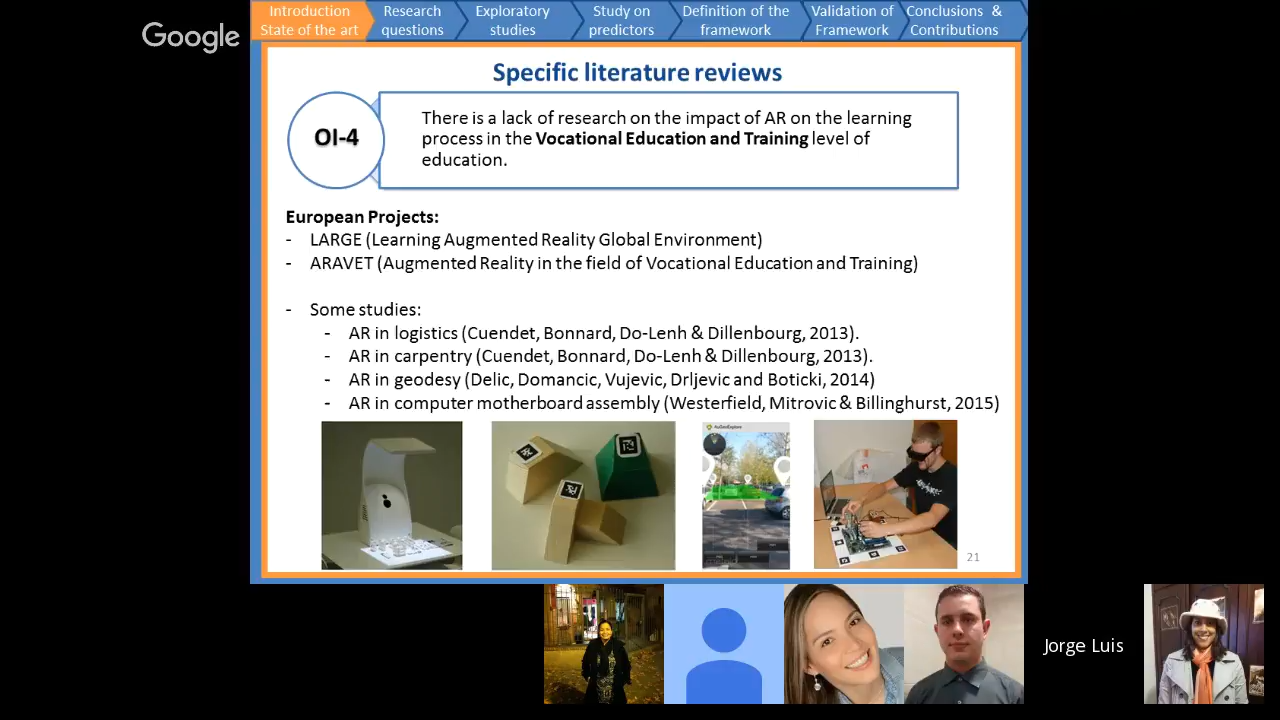 Google
Introduction
State of the art
Research
questions
Exploratory
studies
Study on
predictors
Definition of the
framework
Validation of
Framework
Conclusions &
Contributions
Specific literature reviews
OI-4
There is a lack of research on the impact of AR on the learning
process in the Vocational Education and Training level of
education.
European Projects:
- LARGE (Learning Augmented Reality Global Environment)
- ARAVET (Augmented Reality in the field of Vocational Education and Training)
- Some studies:
- AR in logistics (Cuendet, Bonnard, Do-Lenh & Dillenbourg, 2013).
- AR in carpentry (Cuendet, Bonnard, Do-Lenh & Dillenbourg, 2013).
- AR in geodesy (Delic, Domancic, Vujevic, Drljevic and Boticki, 2014)
- AR in computer motherboard assembly (Westerfield, Mitrovic & Billinghurst, 2015)
21
Jorge Luis